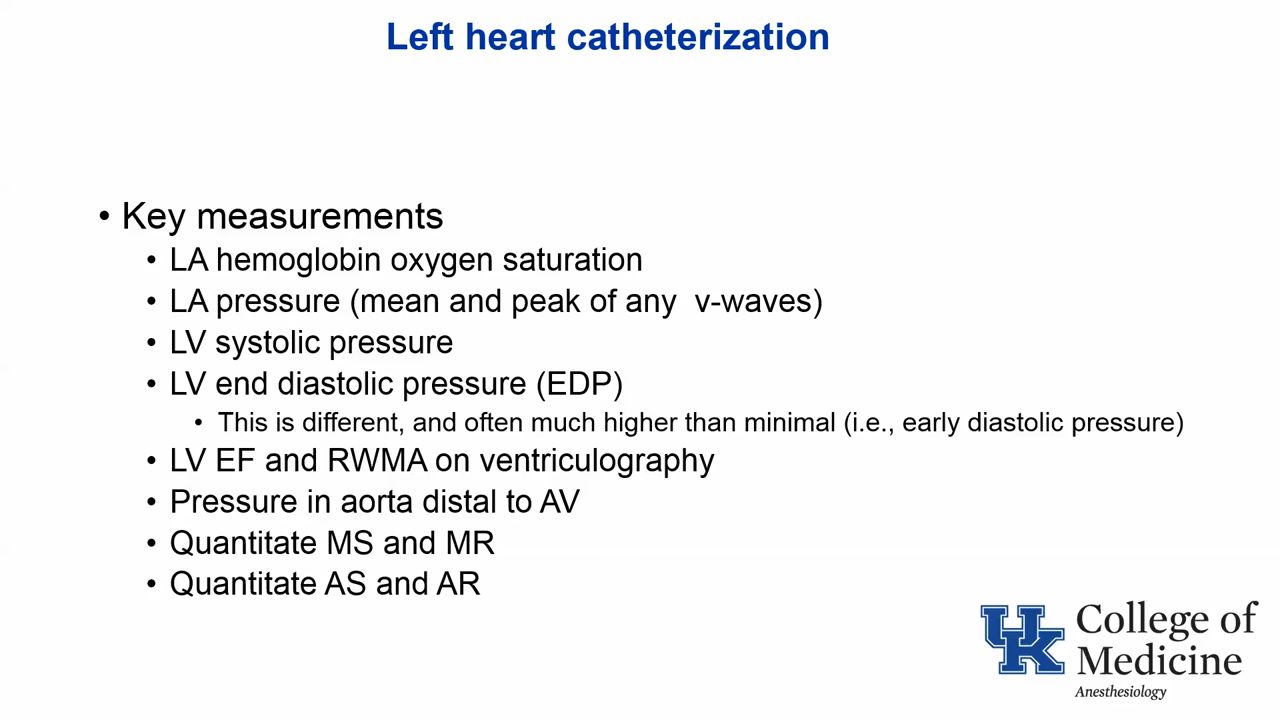 Left heart catheterization
• Key measurements
• LA hemoglobin oxygen saturation
• LA pressure (mean and peak of any  v-waves)
• LV systolic pressure
• LV end diastolic pressure (EDP)
• This is different, and often much higher than minimal (i.e., early diastolic pressure)
• LV EF and RWMA on ventriculography
• Pressure in aorta distal to AV
• Quantitate MS and MR
• Quantitate AS and AR
UK
College of
Medicine
Anesthesiology